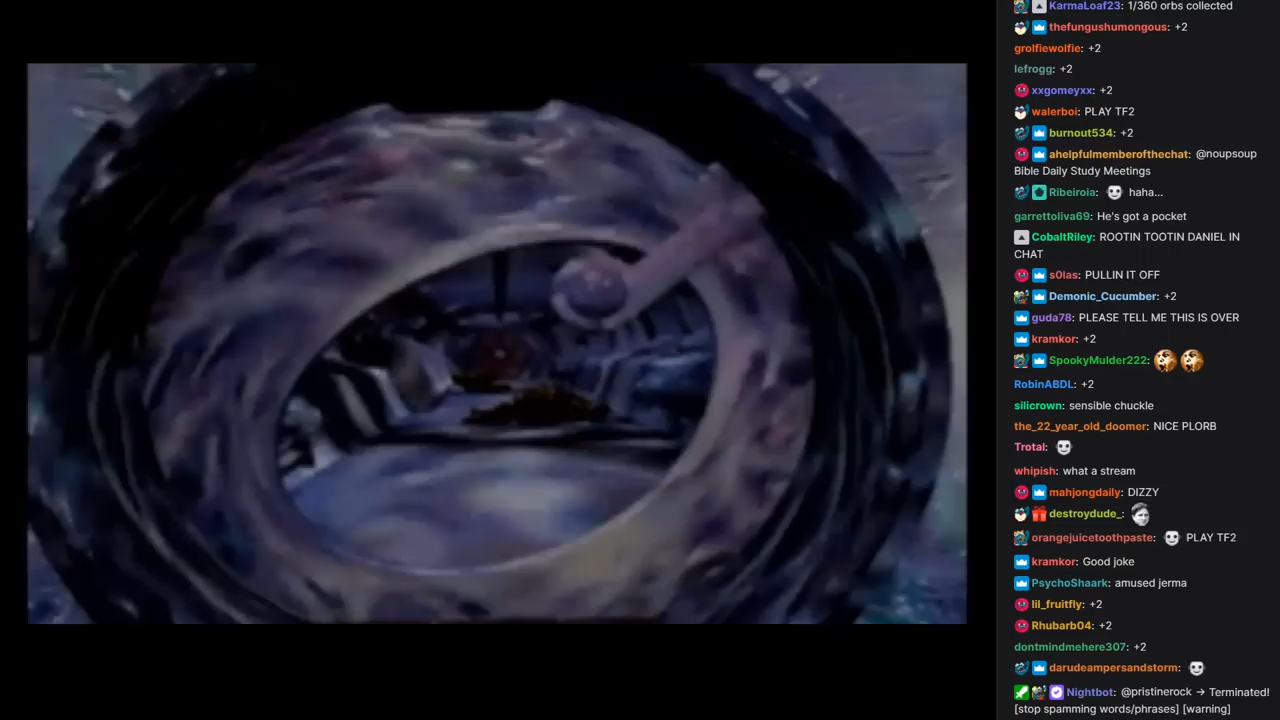 KarmaLoaf23: 1/360 orbs collected
thefungushumongous: +2
grolfiewolfie: +2
lefrogg: +2
xxgomeyxx: +2
walerboi: PLAY TF2
burnout534: +2
ahelpfulmemberofthechat: @noupsoup
Bible Daily Study Meetings
Ribeiroia: haha...
garrettoliva69: He's got a pocket
CobaltRiley: ROOTIN TOOTIN DANIEL IN
CHAT
s0las: PULLIN IT OFF
Demonic_Cucumber: +2
guda78: PLEASE TELL ME THIS IS OVER
kramkor: +2
SpookyMulder222:
RobinABDL: +2
silicrown: sensible chuckle
the_22_year_old_doomer: NICE PLORB
Trotal:
whipish: what a stream
mahjongdaily: DIZZY
destroydude_:
orangejuicetoothpaste: PLAY TF2
kramkor: Good joke
PsychoShaark: amused jerma
lil_fruitfly: +2
Rhubarb04: +2
dontmindmehere307: +2
darudeampersandstorm:
Nightbot: @pristinerock → Terminated!
[stop spamming words/phrases] [warning]